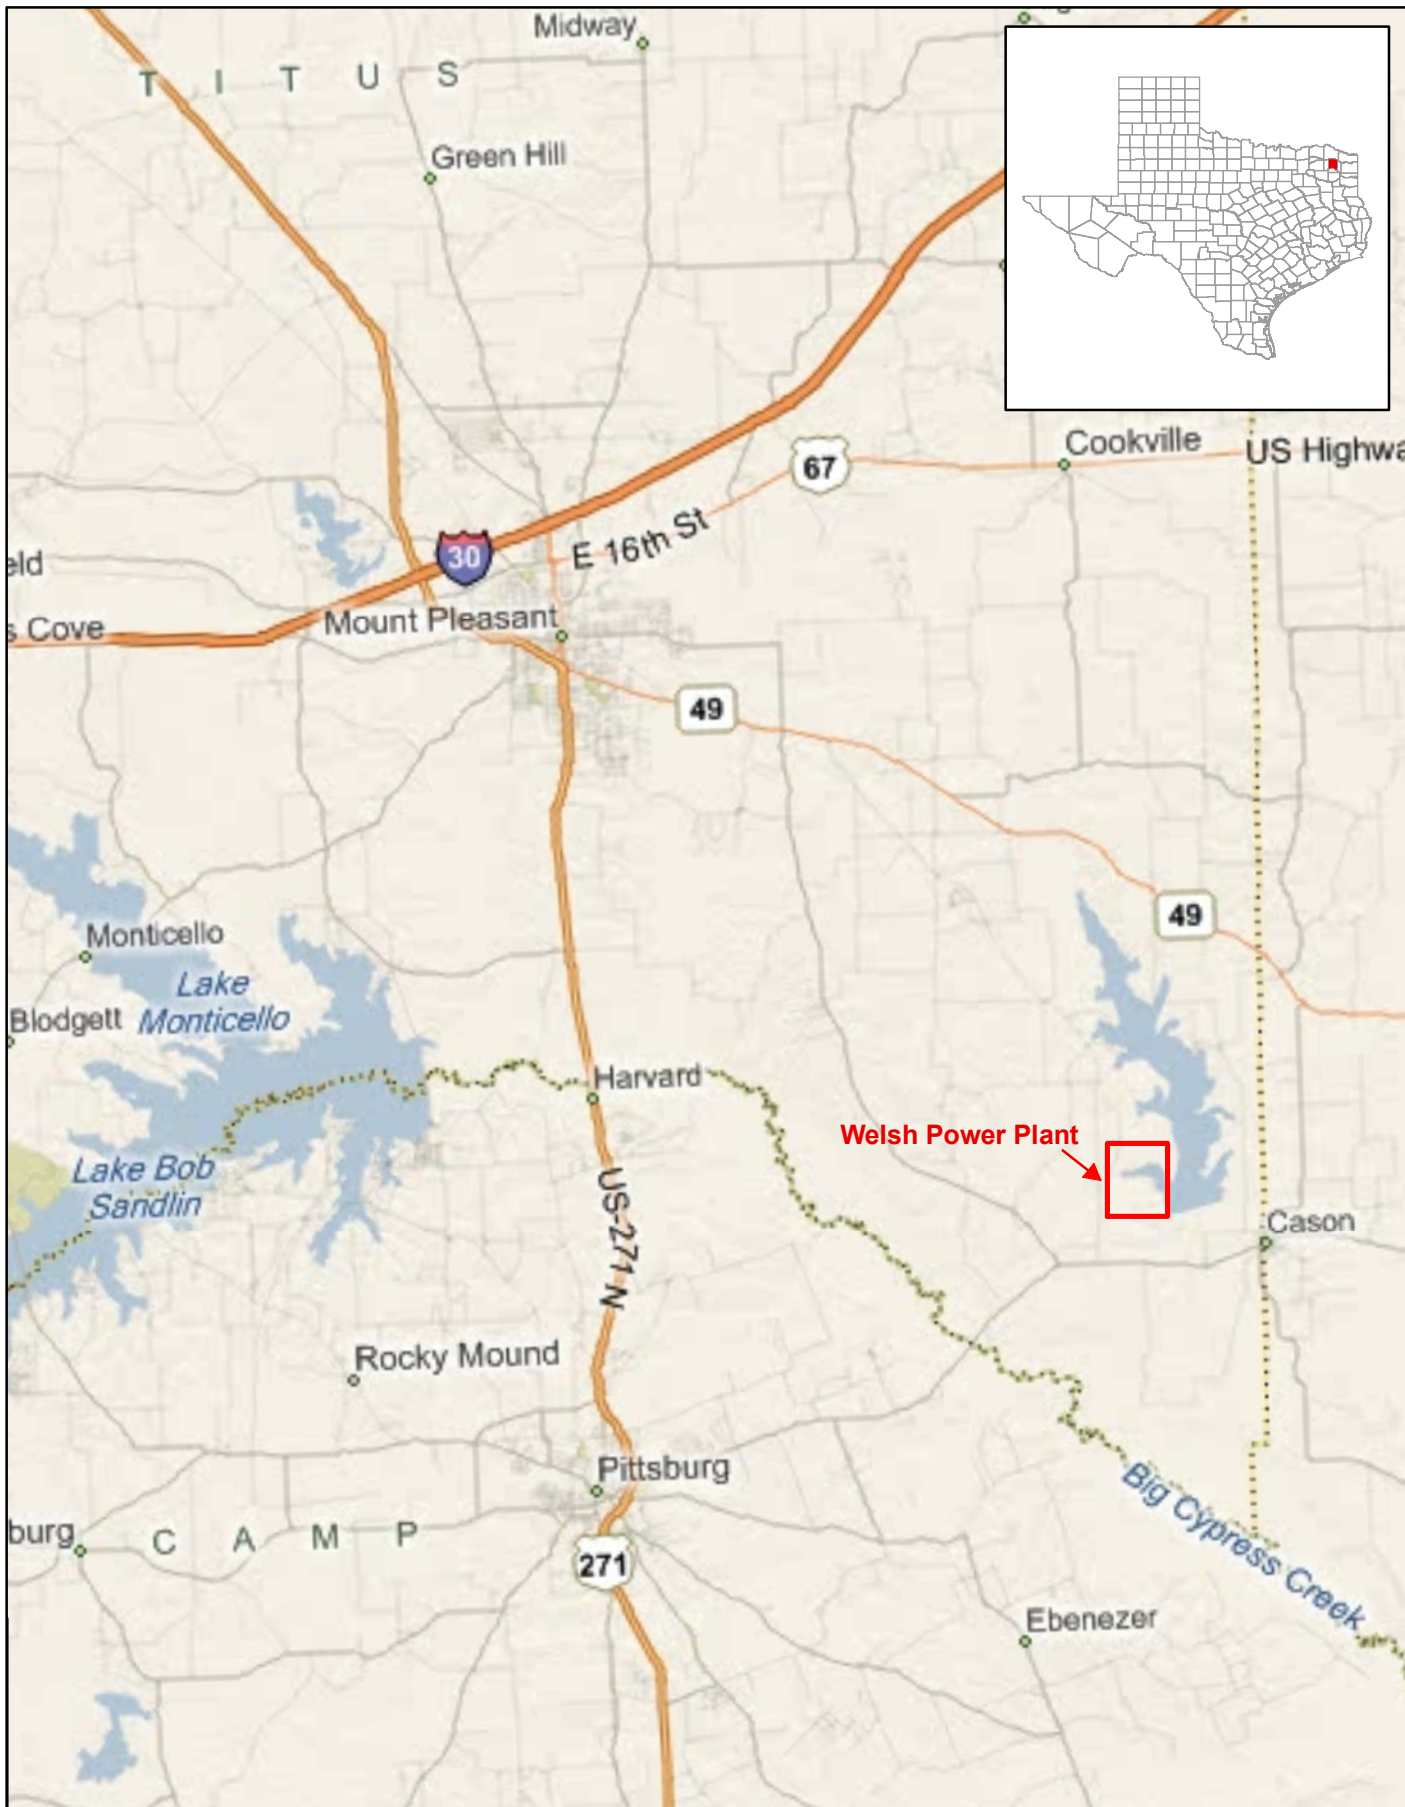 Midway
TITUS
Green Hill
Cookville
67
US Highwa
E 16th St
30
eld
s Cove
Mount Pleasant
49
49
Monticello
Lake
Monticello
Blodgett
Harvard
Welsh Power Plant
Lake Bob
Sandlin
US-271 N
Cason
Rocky Mound
Pittsburg
Big Cypress Creek
burg
CAMP
271
Ebenezer